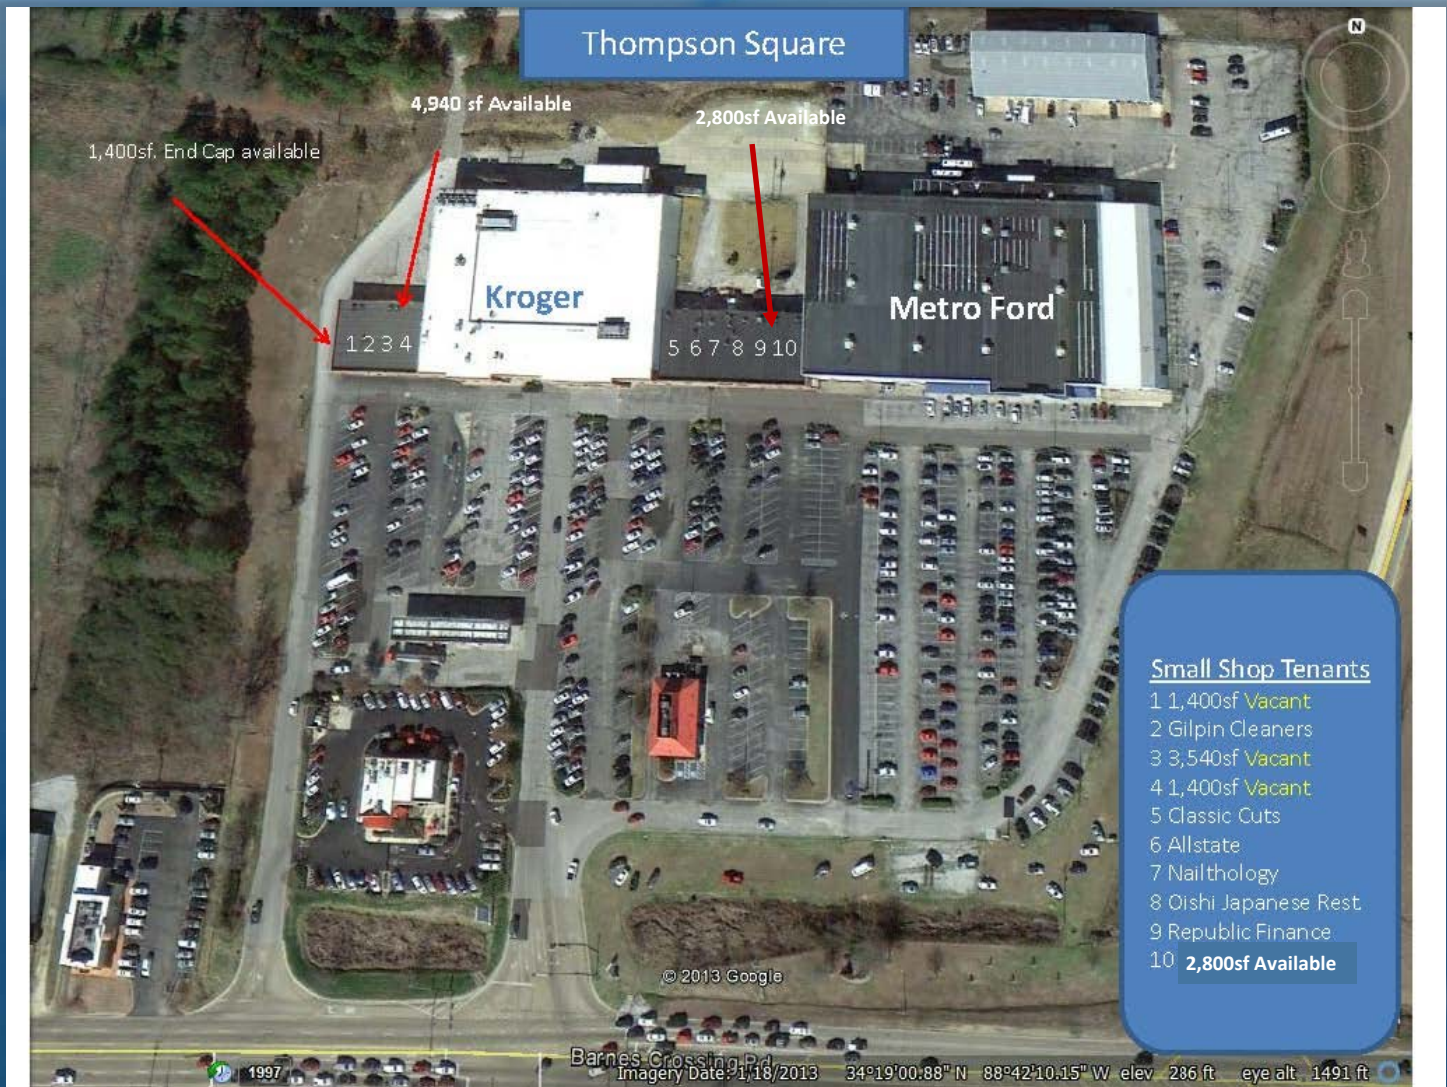 Thompson Square
N
4,940 sf Available
2,800sf Available
1,400sf. End Cap available
Kroger
Metro Ford
1 2 3 4
5 6 7 8 9 10
Small Shop Tenants
1 1,400sf Vacant
2 Gilpin Cleaners
3 3,540sf Vacant
4 1,400sf Vacant
5 Classic Cuts
6 Allstate
7 Nailthology
8 Oishi Japanese Rest.
9 Republic Finance
10 2,800sf Available
© 2013 Google
Barnes Crossing Rd
1997
Imagery Date: 1/18/2013 34°19'00.88" N 88°42'10.15" W elev 286 ft eye alt 1491 ft